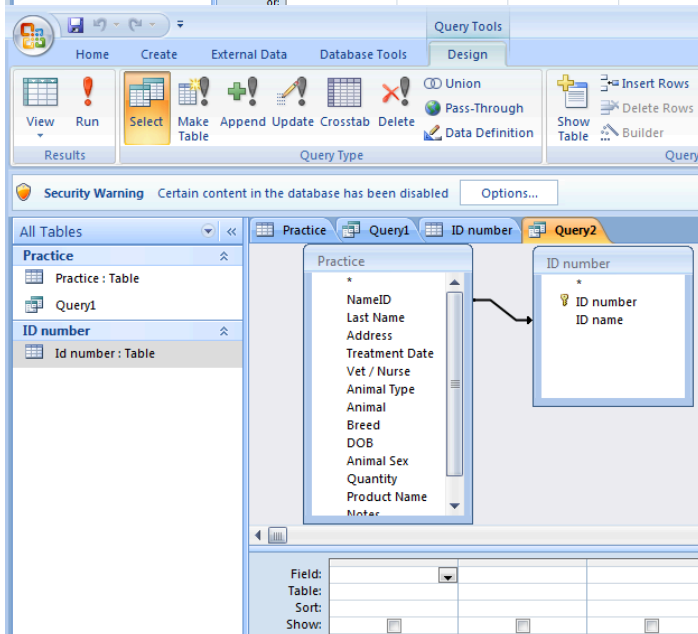 or:
Query Tools
Home Create External Data Database Tools Design
View Run Select Make Table Append Update Crosstab Delete
Union
Pass-Through
Data Definition
Show Table
Insert Rows
Delete Rows
Builder
Results Query Type Query
Security Warning Certain content in the database has been disabled Options...
All Tables «
Practice Query1 ID number Query2
Practice
Practice : Table
Query1
ID number
Id number : Table
Practice
*
NameID
Last Name
Address
Treatment Date
Vet / Nurse
Animal Type
Animal
Breed
DOB
Animal Sex
Quantity
Product Name
Notes
ID number
*
ID number
ID name
Field:
Table:
Sort:
Show: